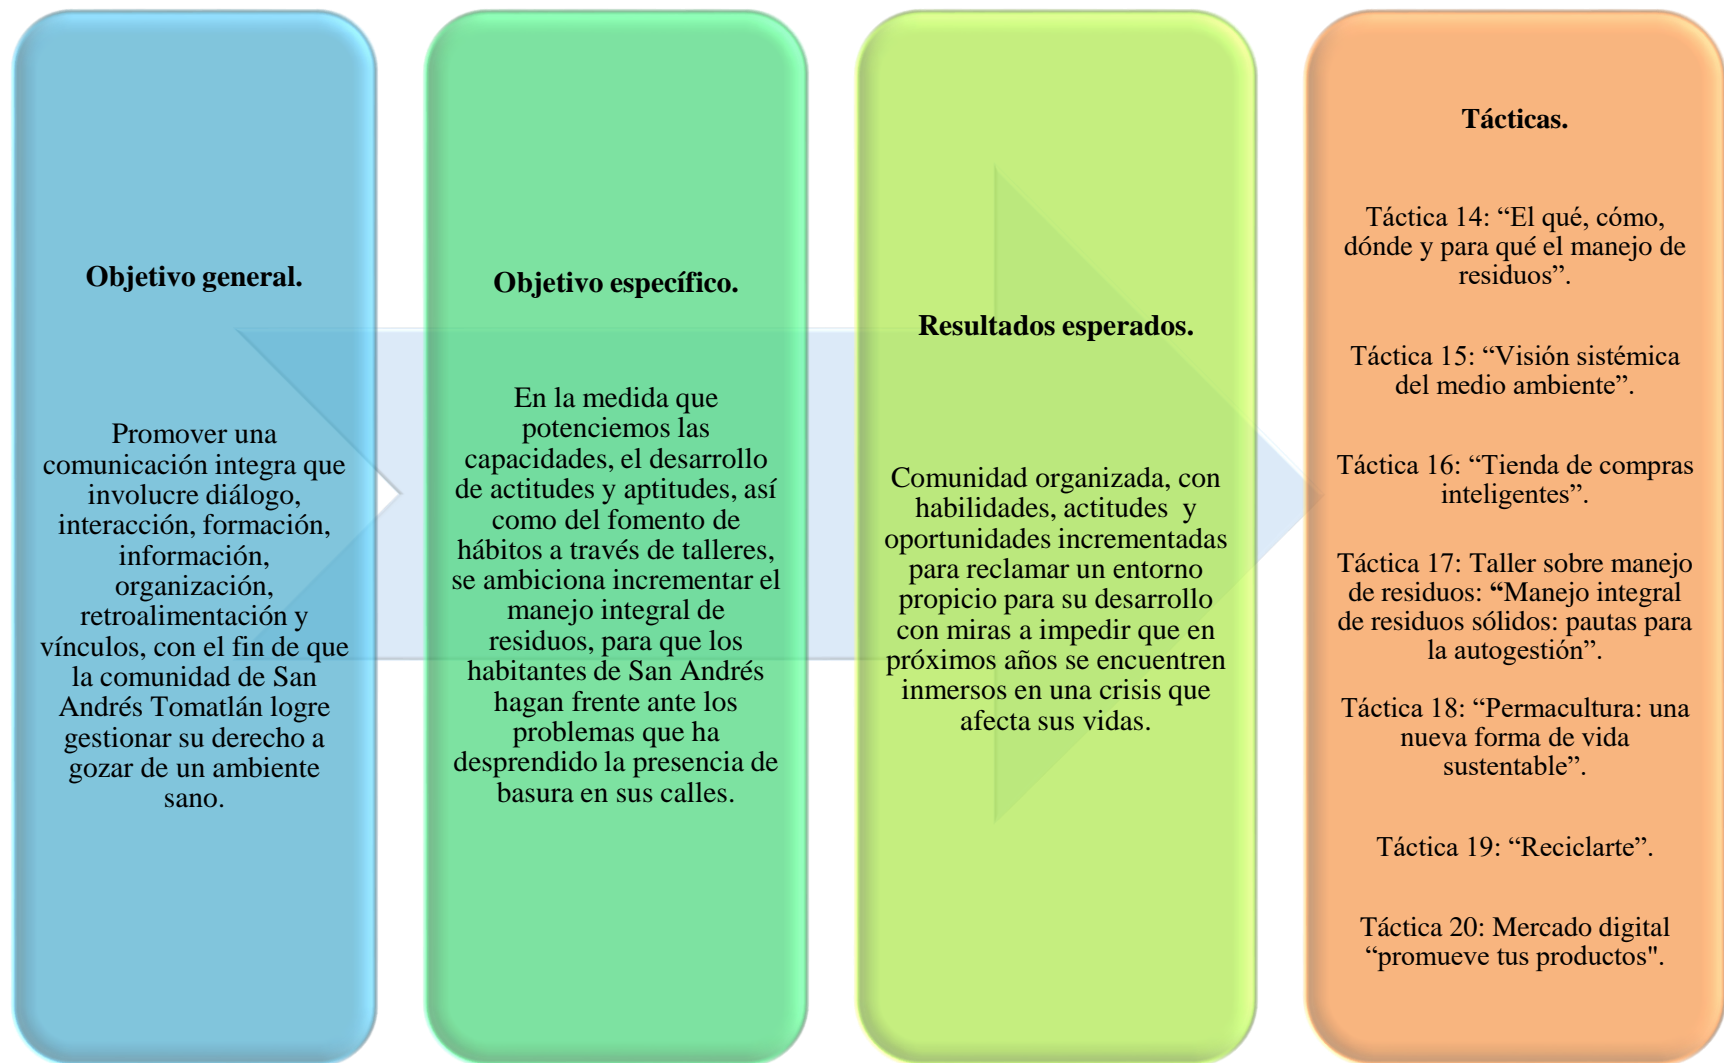 Objetivo general.
Promover una
comunicación integra que
involucre diálogo,
interacción, formación,
información,
organización,
retroalimentación y
vínculos, con el fin de que
la comunidad de San
Andrés Tomatlán logre
gestionar su derecho a
gozar de un ambiente
sano.
Objetivo específico.
En la medida que
potenciemos las
capacidades, el desarrollo
de actitudes y aptitudes, así
como del fomento de
hábitos a través de talleres,
se ambiciona incrementar el
manejo integral de
residuos, para que los
habitantes de San Andrés
hagan frente ante los
problemas que ha
desprendido la presencia de
basura en sus calles.
Resultados esperados.
Comunidad organizada, con
habilidades, actitudes y
oportunidades incrementadas
para reclamar un entorno
propicio para su desarrollo
con miras a impedir que en
próximos años se encuentren
inmersos en una crisis que
afecta sus vidas.
Tácticas.
Táctica 14: “El qué, cómo,
dónde y para qué el manejo de
residuos”.
Táctica 15: “Visión sistémica
del medio ambiente”.
Táctica 16: “Tienda de compras
inteligentes”.
Táctica 17: Taller sobre manejo
de residuos: “Manejo integral
de residuos sólidos: pautas para
la autogestión”.
Táctica 18: “Permacultura: una
nueva forma de vida
sustentable”.
Táctica 19: “Reciclarte”.
Táctica 20: Mercado digital
“promueve tus productos".